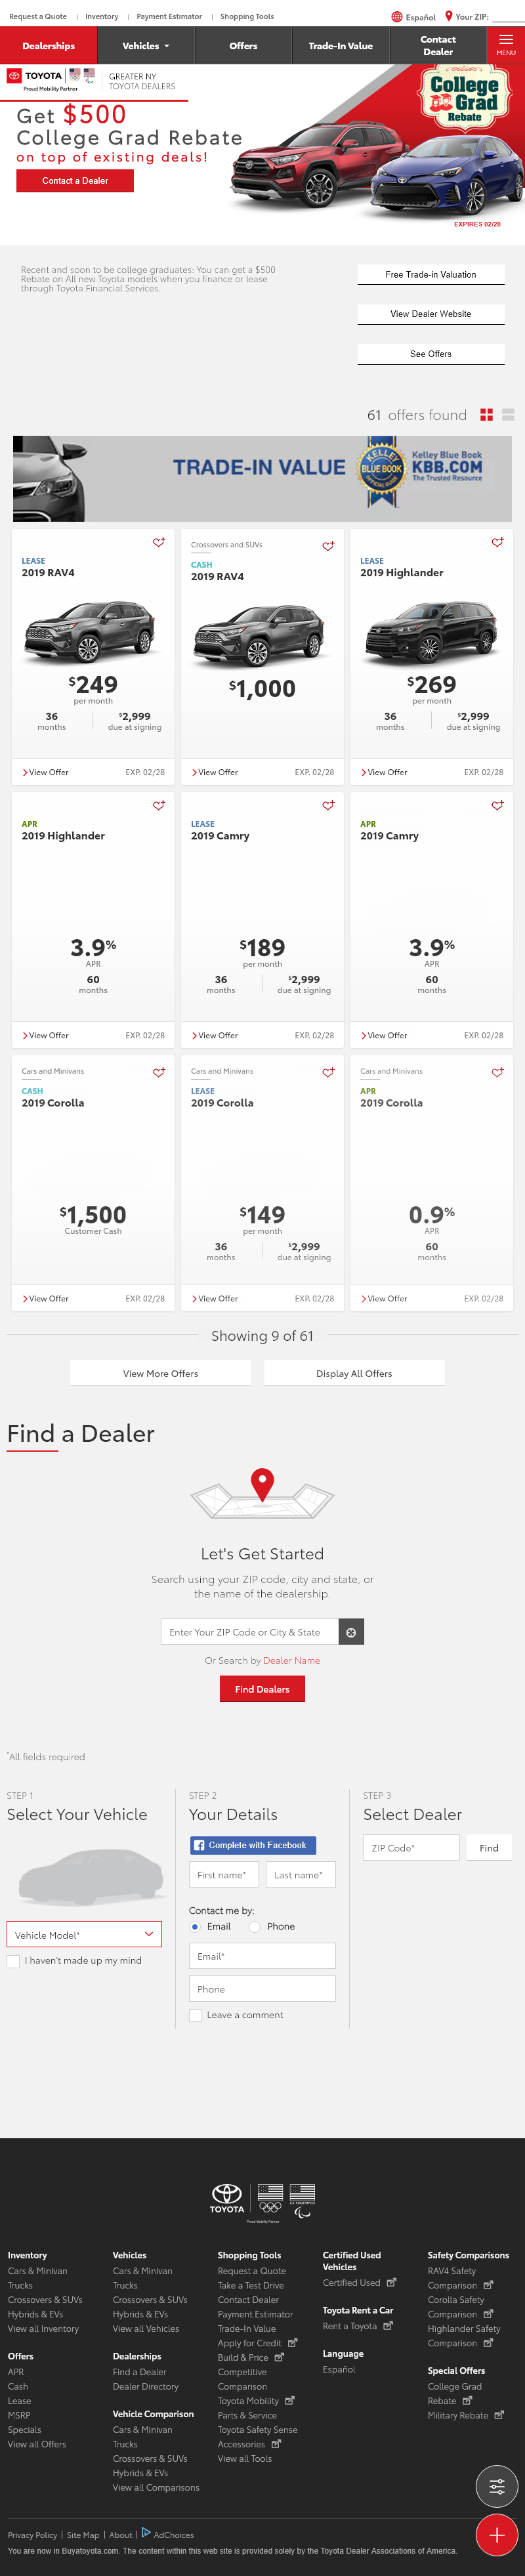 Request a Quote | Inventory | Payment Estimator | Shopping Tools
Español Your ZIP:
Dealerships Vehicles Offers Trade-In Value Contact Dealer MENU
TOYOTA
Proud Mobility Partner
GREATER NY
TOYOTA DEALERS
College Grad
Rebate
Get $500
College Grad Rebate
on top of existing deals!
Contact a Dealer
EXPIRES 02/28
Recent and soon to be college graduates: You can get a $500
Rebate on All new Toyota models when you finance or lease
through Toyota Financial Services.
Free Trade-in Valuation
View Dealer Website
See Offers
61 offers found
TRADE-IN VALUE
KELLEY BLUE BOOK
Kelley Blue Book
KBB.COM
The Trusted Resource
LEASE
2019 RAV4
$249
per month
36 months
$2,999 due at signing
View Offer EXP. 02/28
Crossovers and SUVs
CASH
2019 RAV4
$1,000
View Offer EXP. 02/28
LEASE
2019 Highlander
$269
per month
36 months
$2,999 due at signing
View Offer EXP. 02/28
APR
2019 Highlander
3.9%
APR
60
months
View Offer EXP. 02/28
LEASE
2019 Camry
$189
per month
36 months
$2,999 due at signing
View Offer EXP. 02/28
APR
2019 Camry
3.9%
APR
60
months
View Offer EXP. 02/28
Cars and Minivans
CASH
2019 Corolla
$1,500
Customer Cash
View Offer EXP. 02/28
Cars and Minivans
LEASE
2019 Corolla
$149
per month
36 months
$2,999 due at signing
View Offer EXP. 02/28
Cars and Minivans
APR
2019 Corolla
0.9%
APR
60
months
View Offer EXP. 02/28
Showing 9 of 61
View More Offers
Display All Offers
Find a Dealer
Let's Get Started
Search using your ZIP code, city and state, or
the name of the dealership.
Enter Your ZIP Code or City & State
Or Search by Dealer Name
Find Dealers
*All fields required
STEP 1
Select Your Vehicle
Vehicle Model*
I haven't made up my mind
STEP 2
Your Details
Complete with Facebook
First name* Last name*
Contact me by:
Email Phone
Email*
Phone
Leave a comment
STEP 3
Select Dealer
ZIP Code* Find
TOYOTA
Proud Mobility Partner
Inventory
Cars & Minivan
Trucks
Crossovers & SUVs
Hybrids & EVs
View all Inventory
Offers
APR
Cash
Lease
MSRP
Specials
View all Offers
Vehicles
Cars & Minivan
Trucks
Crossovers & SUVs
Hybrids & EVs
View all Vehicles
Dealerships
Find a Dealer
Dealer Directory
Vehicle Comparison
Cars & Minivan
Trucks
Crossovers & SUVs
Hybrids & EVs
View all Comparisons
Shopping Tools
Request a Quote
Take a Test Drive
Contact Dealer
Payment Estimator
Trade-In Value
Apply for Credit
Build & Price
Competitive
Comparison
Toyota Mobility
Parts & Service
Toyota Safety Sense
Accessories
View all Tools
Certified Used
Vehicles
Certified Used
Toyota Rent a Car
Rent a Toyota
Language
Español
Safety Comparisons
RAV4 Safety
Comparison
Corolla Safety
Comparison
Highlander Safety
Comparison
Special Offers
College Grad
Rebate
Military Rebate
Privacy Policy | Site Map | About | AdChoices
You are now in Buyatoyota.com. The content within this web site is provided solely by the Toyota Dealer Associations of America.